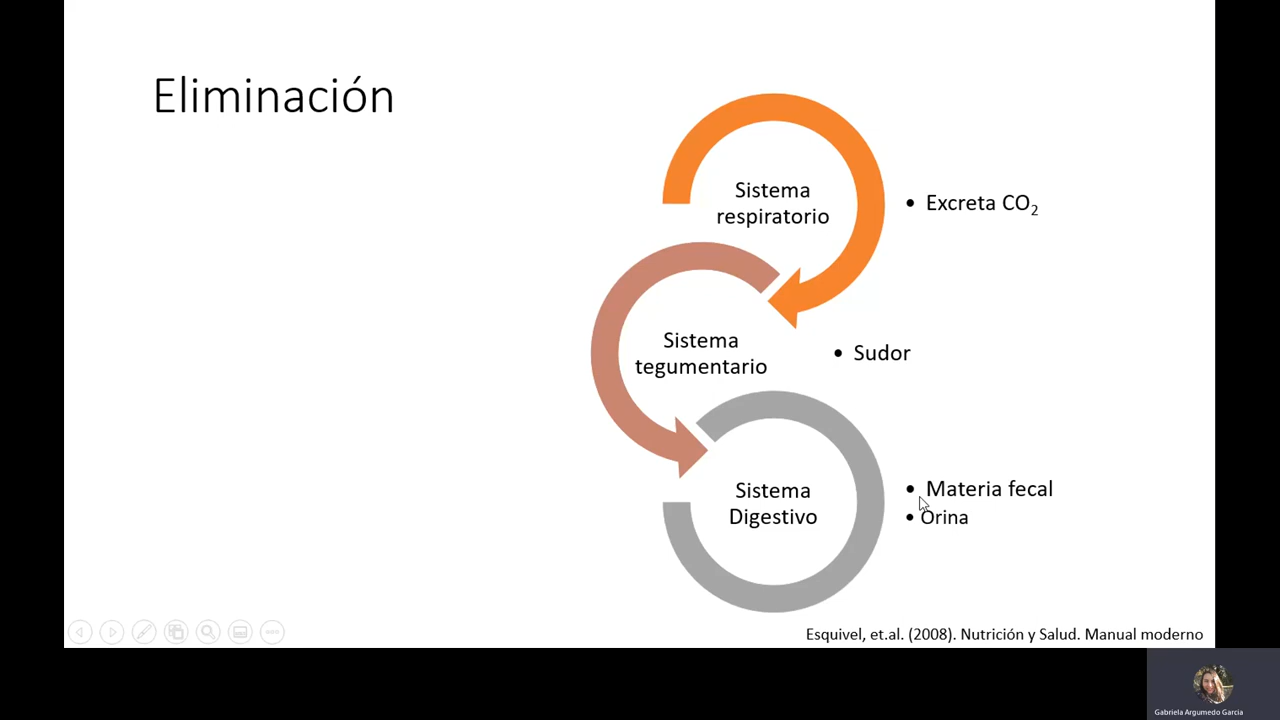 Eliminación
Sistema
respiratorio
• Excreta CO₂
Sistema
tegumentario
• Sudor
Sistema
Digestivo
• Materia fecal
• Orina
Esquivel, et.al. (2008). Nutrición y Salud. Manual moderno
Gabriela Argumedo Garcia